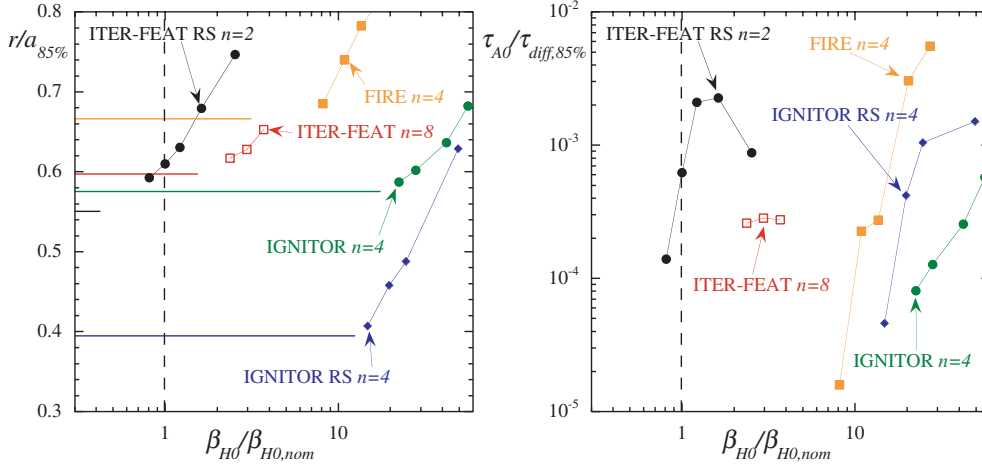 r/a85%
0.8
0.7
0.6
0.5
0.4
0.3
ITER-FEAT RS n=2
FIRE n=4
ITER-FEAT n=8
IGNITOR n=4
IGNITOR RS n=4
1
10
βH0/βH0,nom
τA0/τdiff,85%
10-2
10-3
10-4
10-5
ITER-FEAT RS n=2
FIRE n=4
IGNITOR RS n=4
ITER-FEAT n=8
IGNITOR n=4
1
10
βH0/βH0,nom